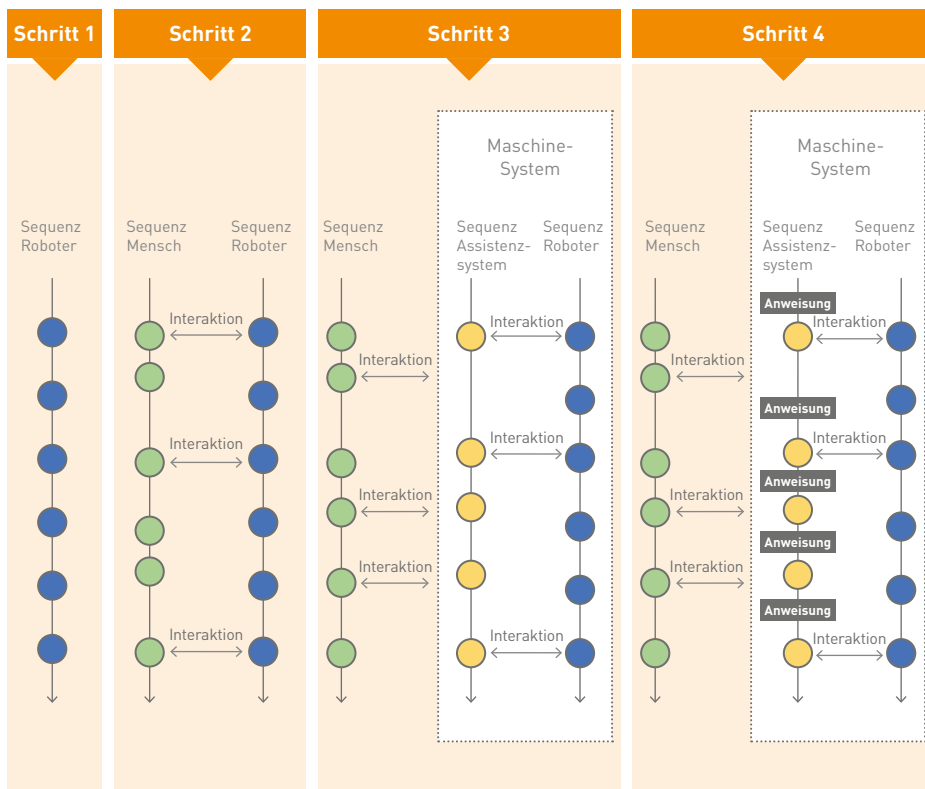 Schritt 1
Schritt 2
Schritt 3
Schritt 4
Sequenz
Roboter
Sequenz
Mensch
Sequenz
Roboter
Interaktion
Interaktion
Interaktion
Sequenz
Mensch
Maschine-
System
Sequenz
Assistenz-
system
Sequenz
Roboter
Interaktion
Interaktion
Interaktion
Interaktion
Interaktion
Interaktion
Sequenz
Mensch
Maschine-
System
Sequenz
Assistenz-
system
Sequenz
Roboter
Anweisung
Interaktion
Interaktion
Anweisung
Interaktion
Anweisung
Interaktion
Anweisung
Interaktion
Anweisung
Interaktion